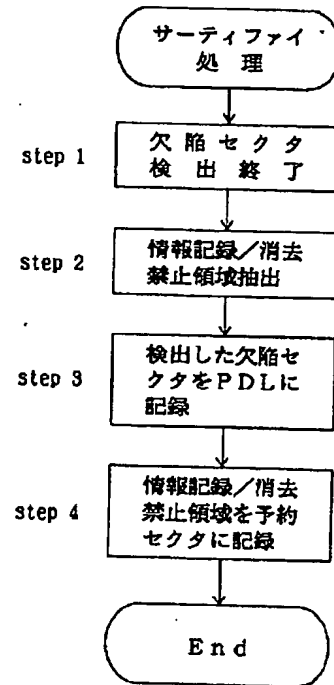 サーティファイ
処 理
step 1
欠 陥 セ ク タ
検 出 終 了
step 2
情報記録／消去
禁止領域抽出
step 3
検出した欠陥セ
クタをPDLに
記録
step 4
情報記録／消去
禁止領域を予約
セクタに記録
End